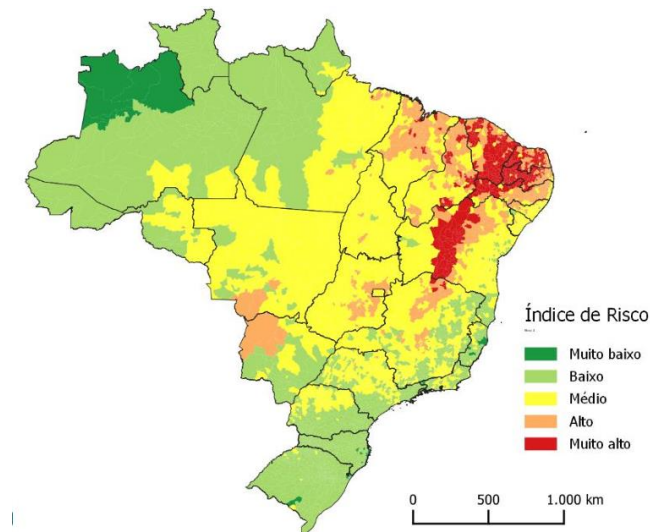 Índice de Risco
Muito baixo
Baixo
Médio
Alto
Muito alto
0 500 1.000 km